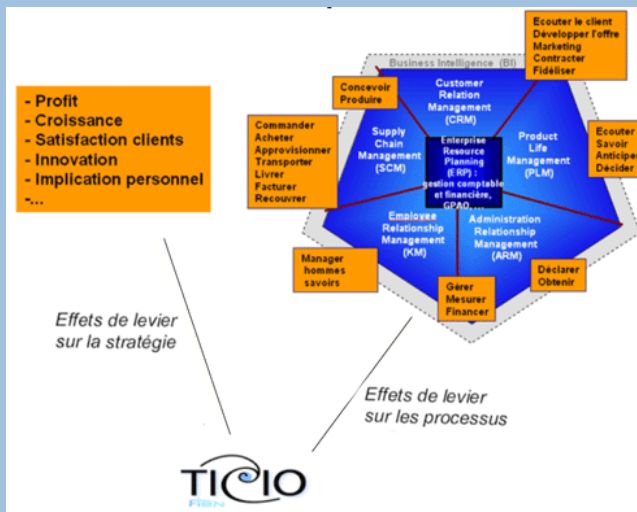 - Profit
- Croissance
- Satisfaction clients
- Innovation
- Implication personnel
-...
Business Intelligence (BI)
Ecouter le client
Développer l'offre
Marketing
Contracter
Fidéliser
Concevoir
Produire
Customer
Relation
Management
(CRM)
Commander
Acheter
Approvisionner
Transporter
Livrer
Facturer
Recouvrer
Supply
Chain
Management
(SCM)
Enterprise
Resource
Planning
(ERP) :
gestion comptable
et financière,
GPAO, ...
Product
Life
Management
(PLM)
Ecouter
Savoir
Anticipe
Décider
Employee
Relationship
Management
(KM)
Administration
Relationship
Management
(ARM)
Manager
hommes
savoirs
Gérer
Mesurer
Financer
Déclarer
Obtenir
Effets de levier
sur la stratégie
Effets de levier
sur les processus
TICIO